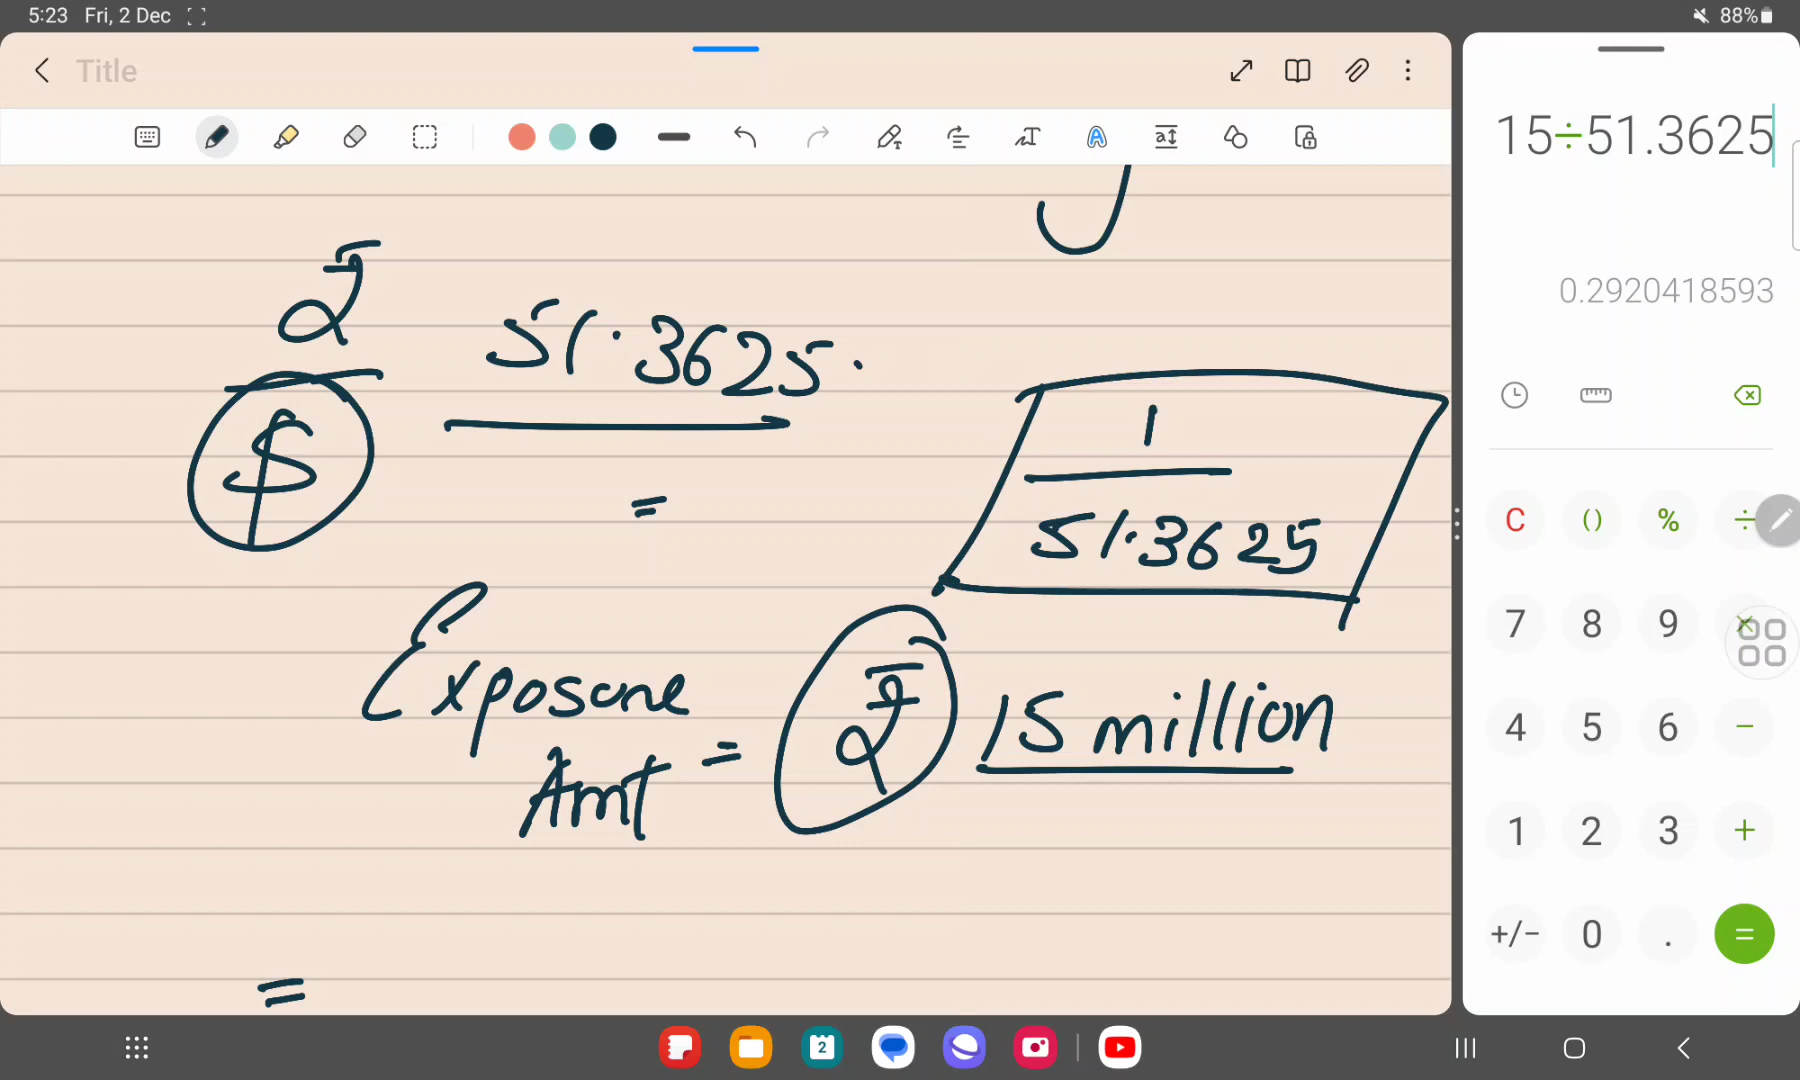 5:23 Fri, 2 Dec 88%
Title
15÷51.3625
0.2920418593
51.3625.
$
=
1
51.3625
Exposure
Amt = 15 million
=
C () % ÷
7 8 9 ×
4 5 6 −
1 2 3 +
+/− 0 . =
2